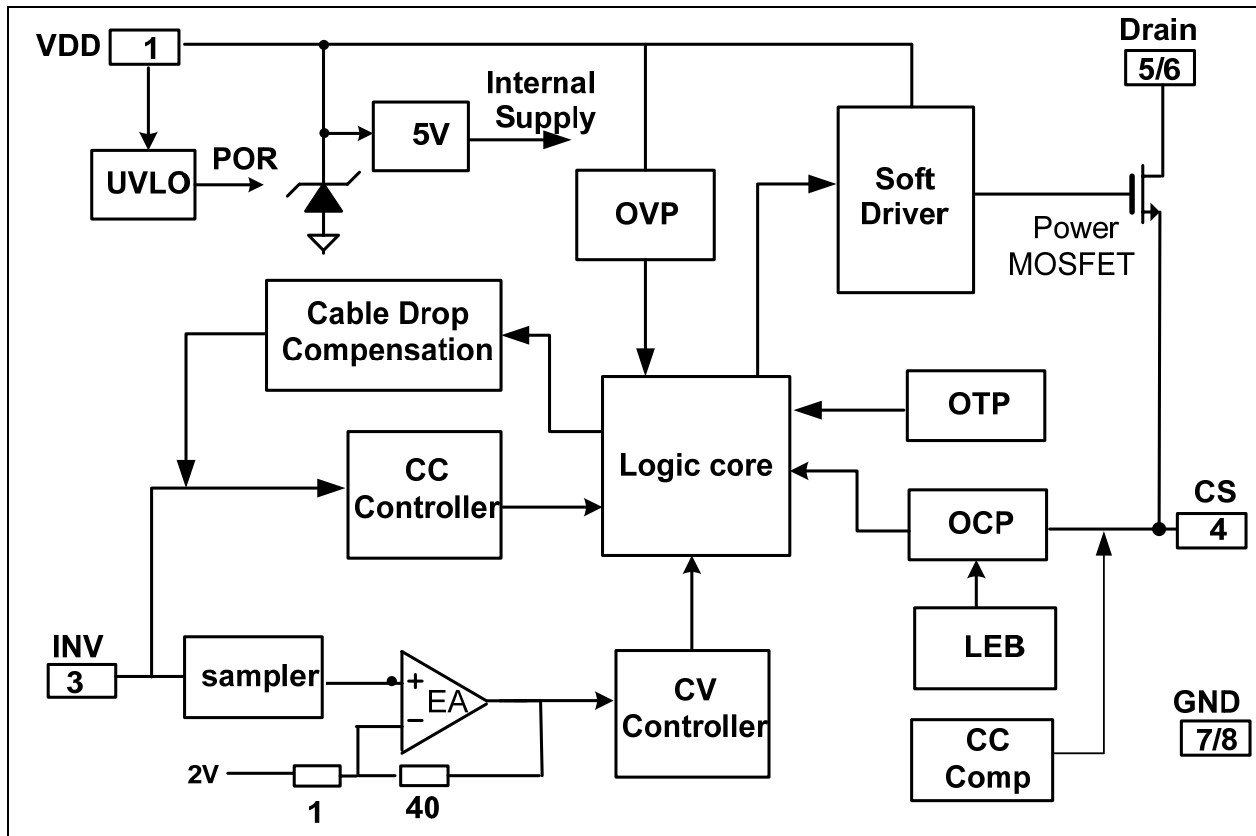 VDD
1
Drain
5/6
Internal
Supply
5V
UVLO
POR
OVP
Soft
Driver
Power
MOSFET
Cable Drop
Compensation
CC
Controller
Logic core
OTP
OCP
CS
4
LEB
INV
3
sampler
+
EA
−
CV
Controller
CC
Comp
GND
7/8
2V
1
40